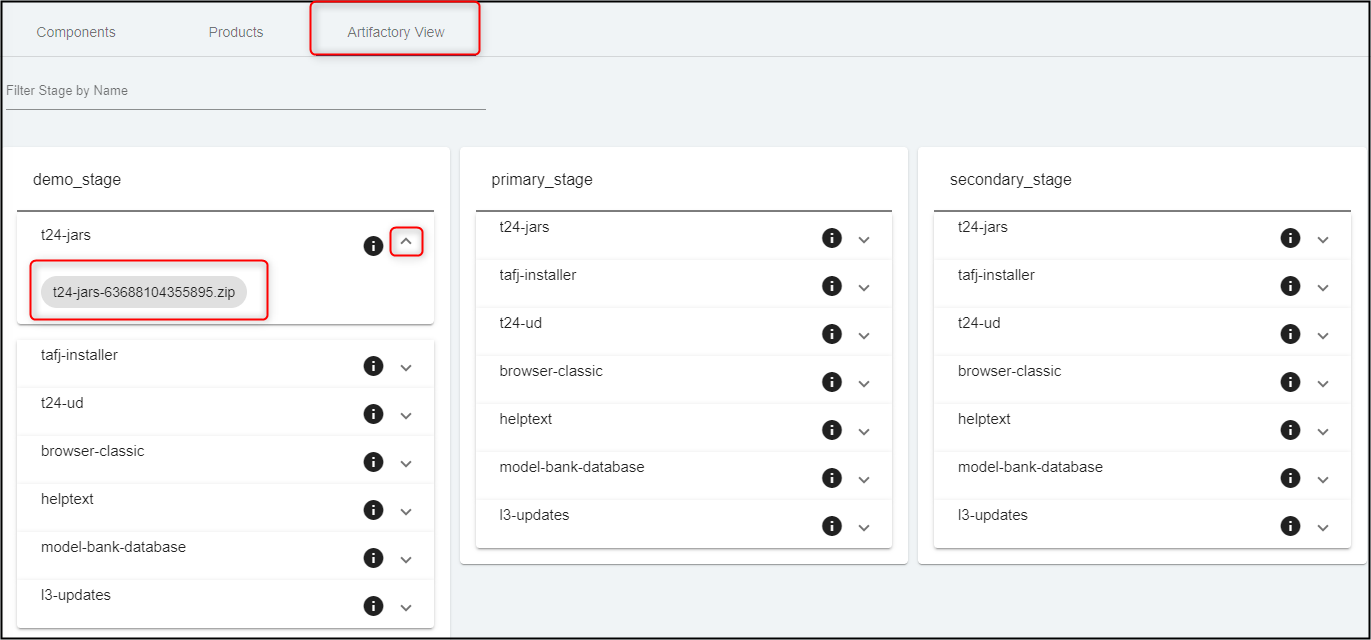 Components Products Artifactory View
Filter Stage by Name
demo_stage
t24-jars
t24-jars-63688104355895.zip
tafj-installer
t24-ud
browser-classic
helptext
model-bank-database
l3-updates
primary_stage
t24-jars
tafj-installer
t24-ud
browser-classic
helptext
model-bank-database
l3-updates
secondary_stage
t24-jars
tafj-installer
t24-ud
browser-classic
helptext
model-bank-database
l3-updates